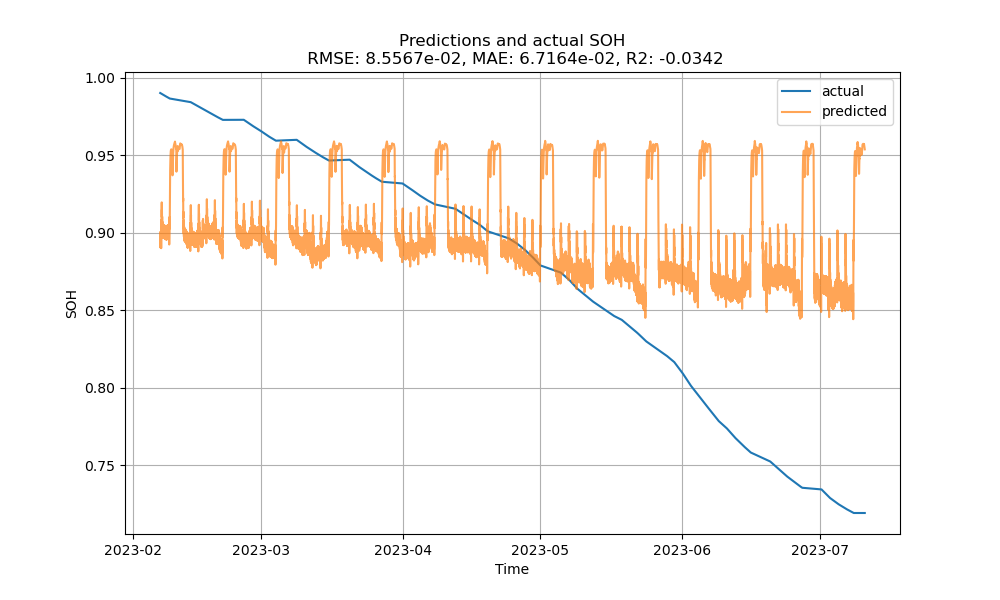 Predictions and actual SOH
RMSE: 8.5567e-02, MAE: 6.7164e-02, R2: -0.0342
actual
predicted
1.00
0.95
0.90
0.85
0.80
0.75
SOH
2023-02 2023-03 2023-04 2023-05 2023-06 2023-07
Time